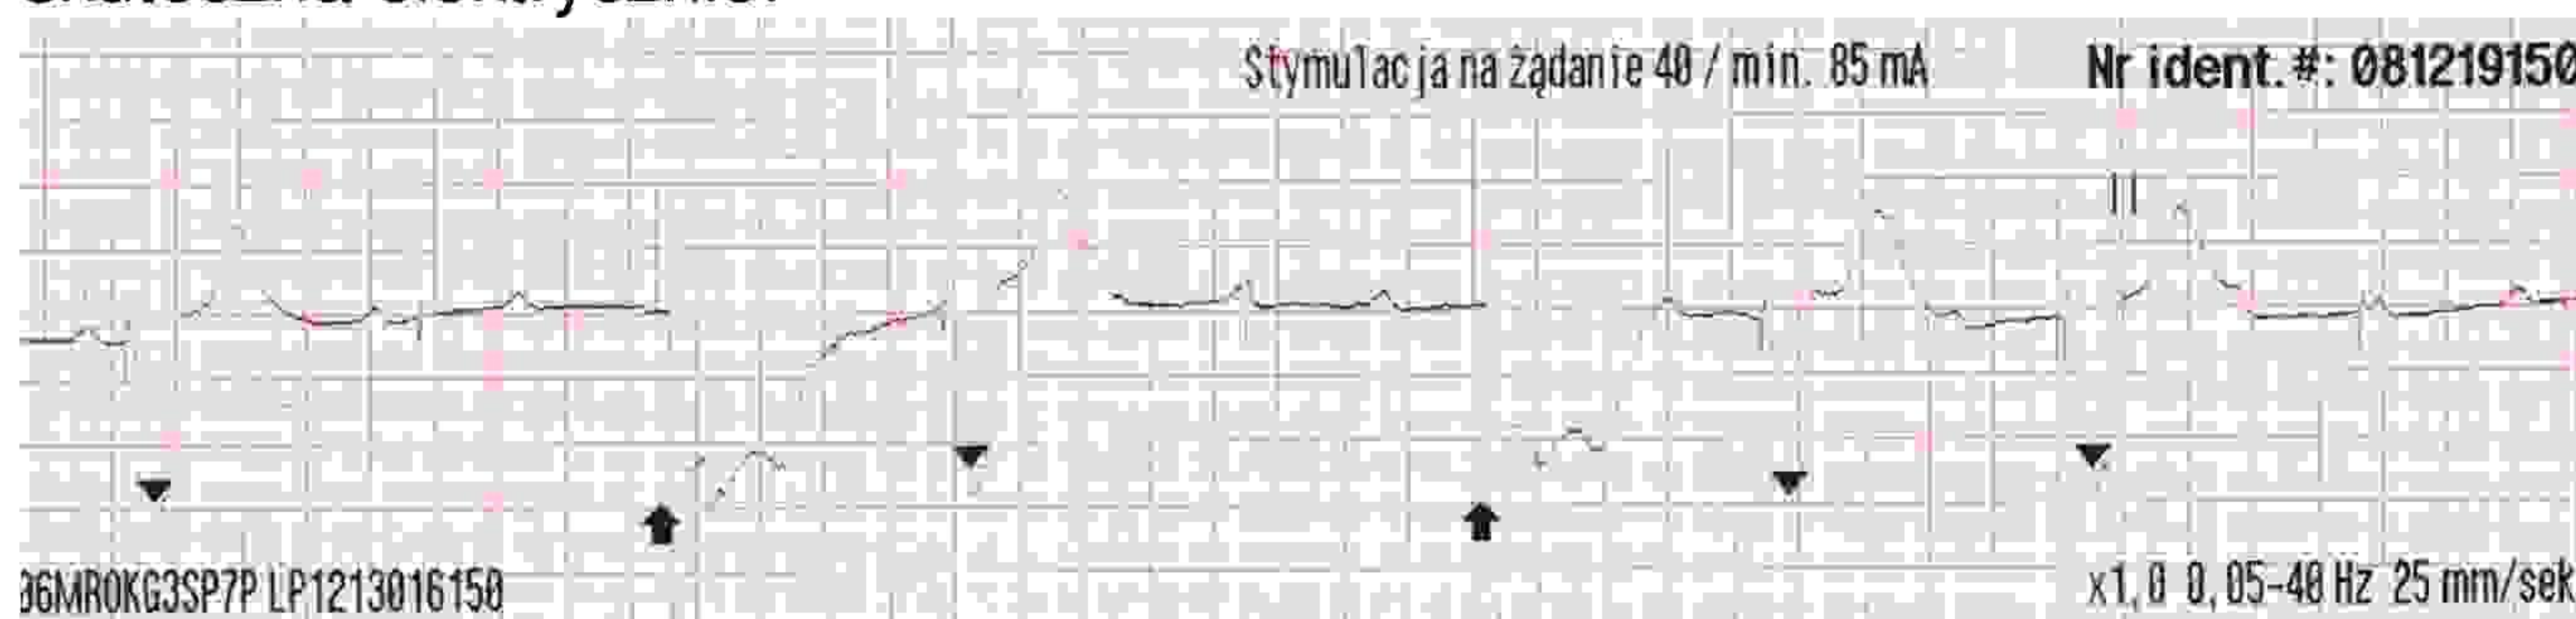 Stymulacja na żądanie 40 / min. 85 mA
Nr ident.#: 081219150
06MR0KG3SP7P LP1213016150
x1,0 0,05-40 Hz 25 mm/sek